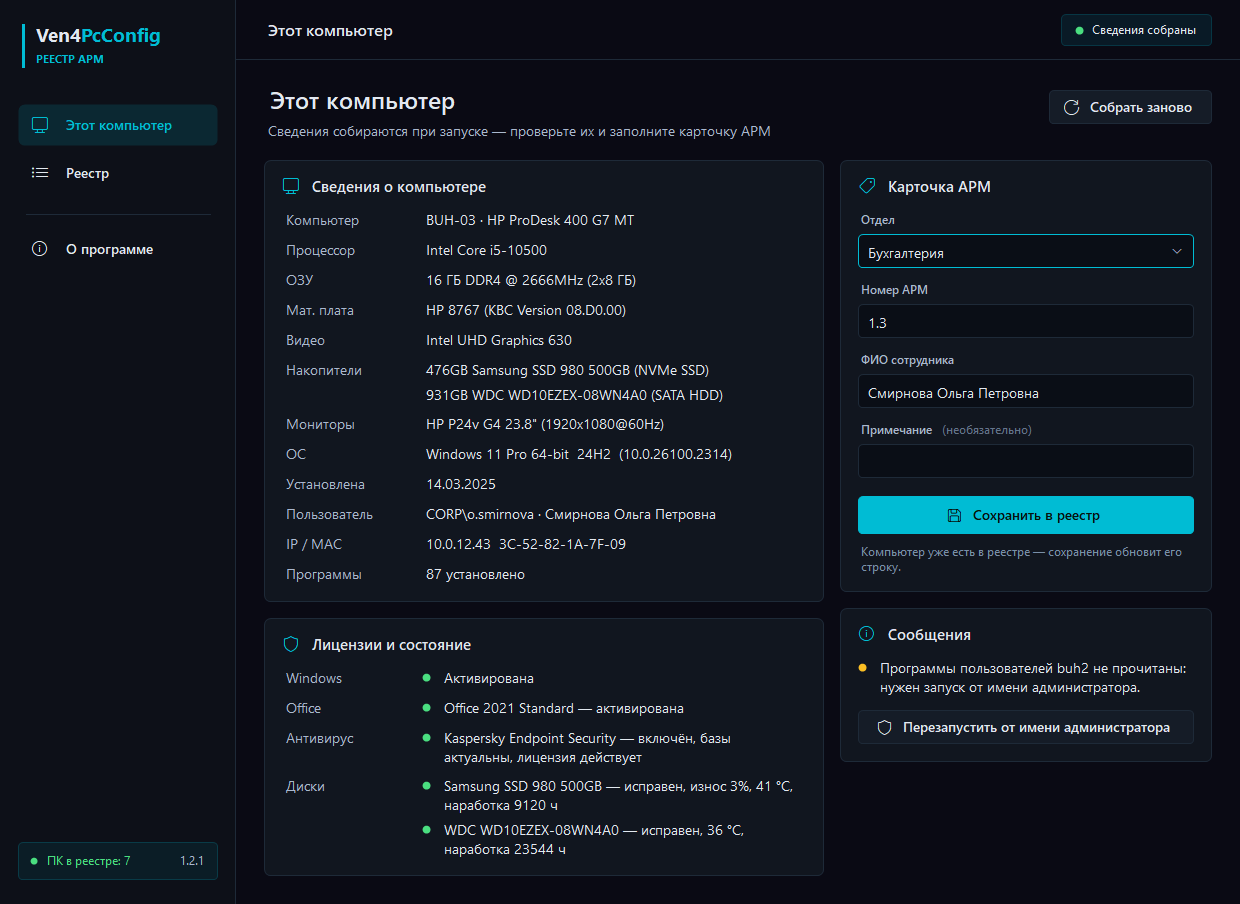 Ven4PcConfig
РЕЕСТР АРМ
Этот компьютер
Реестр
О программе
ПК в реестре: 7 1.2.1
Этот компьютер
Сведения собраны
Этот компьютер
Сведения собираются при запуске — проверьте их и заполните карточку АРМ
Собрать заново
Сведения о компьютере
Компьютер BUH-03 · HP ProDesk 400 G7 MT
Процессор Intel Core i5-10500
ОЗУ 16 ГБ DDR4 @ 2666MHz (2x8 ГБ)
Мат. плата HP 8767 (KBC Version 08.D0.00)
Видео Intel UHD Graphics 630
Накопители 476GB Samsung SSD 980 500GB (NVMe SSD)
931GB WDC WD10EZEX-08WN4A0 (SATA HDD)
Мониторы HP P24v G4 23.8" (1920x1080@60Hz)
ОС Windows 11 Pro 64-bit 24H2 (10.0.26100.2314)
Установлена 14.03.2025
Пользователь CORP\o.smirnova · Смирнова Ольга Петровна
IP / MAC 10.0.12.43 3C-52-82-1A-7F-09
Программы 87 установлено
Лицензии и состояние
Windows Активирована
Office Office 2021 Standard — активирована
Антивирус Kaspersky Endpoint Security — включён, базы
актуальны, лицензия действует
Диски Samsung SSD 980 500GB — исправен, износ 3%, 41 °C,
наработка 9120 ч
WDC WD10EZEX-08WN4A0 — исправен, 36 °C,
наработка 23544 ч
Карточка АРМ
Отдел
Бухгалтерия
Номер АРМ
1.3
ФИО сотрудника
Смирнова Ольга Петровна
Примечание (необязательно)
Сохранить в реестр
Компьютер уже есть в реестре — сохранение обновит его
строку.
Сообщения
Программы пользователей buh2 не прочитаны:
нужен запуск от имени администратора.
Перезапустить от имени администратора